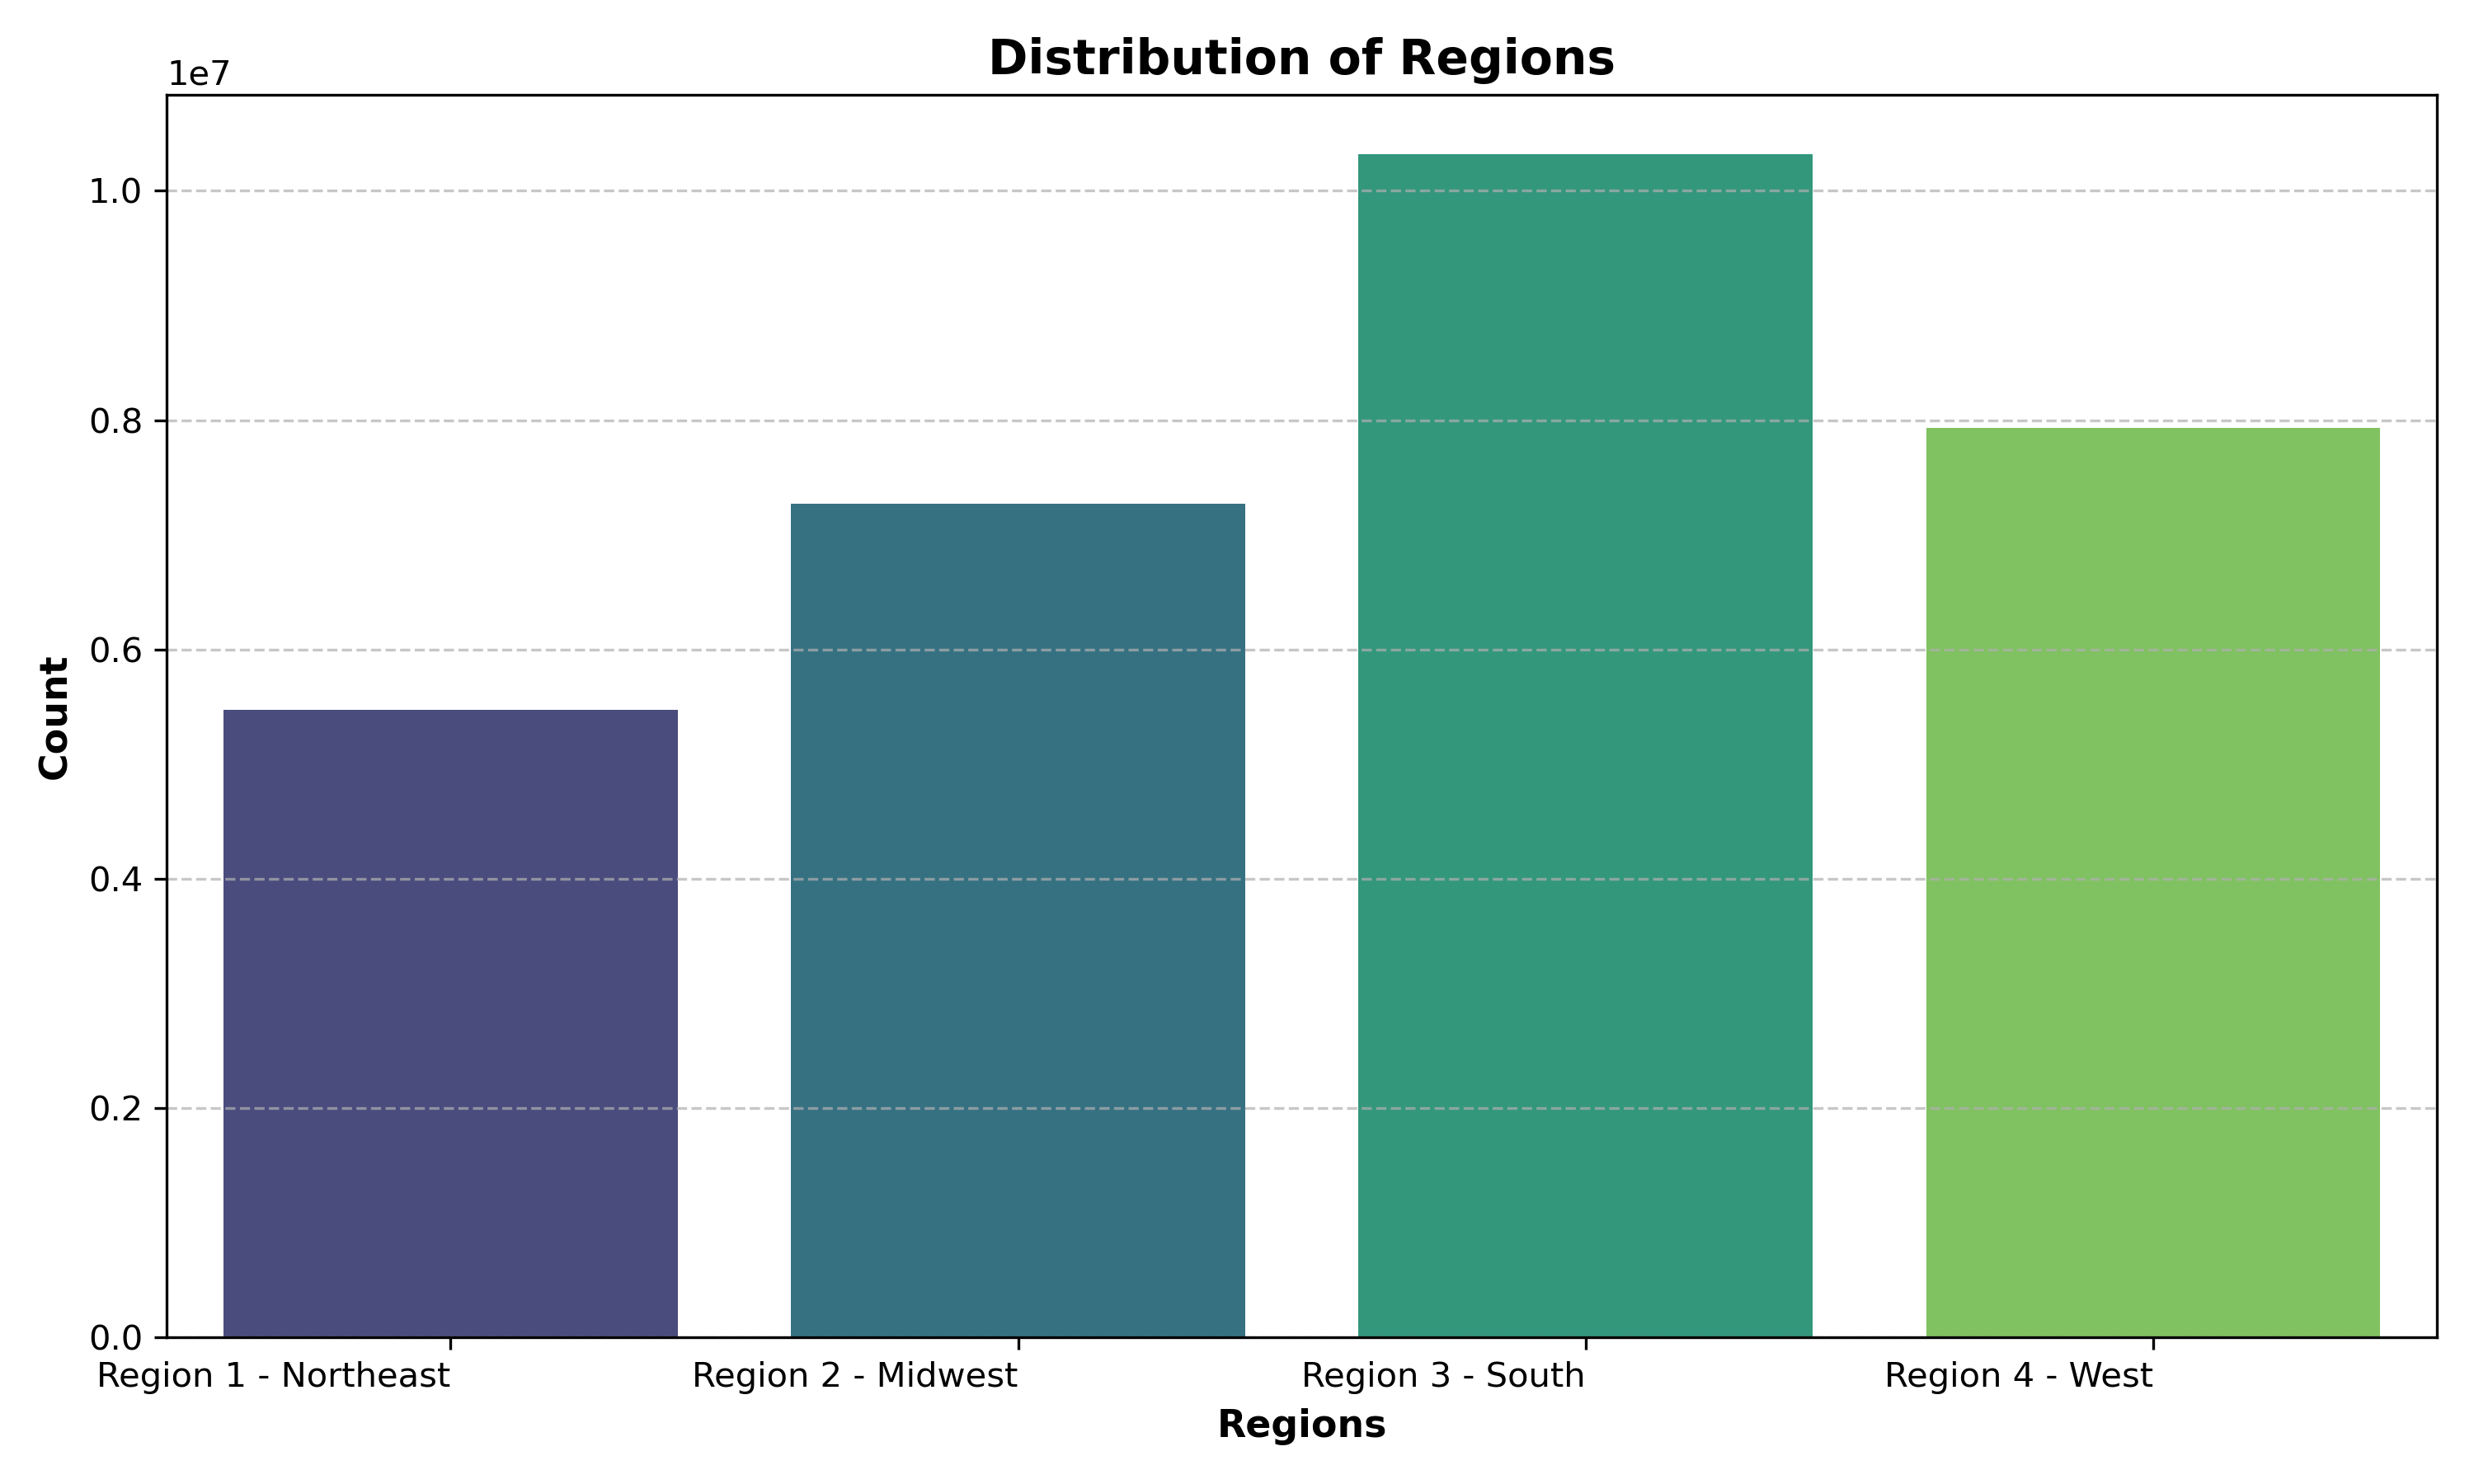 Distribution of Regions
1e7
1.0
0.8
0.6
0.4
0.2
0.0
Count
Region 1 - Northeast
Region 2 - Midwest
Region 3 - South
Region 4 - West
Regions